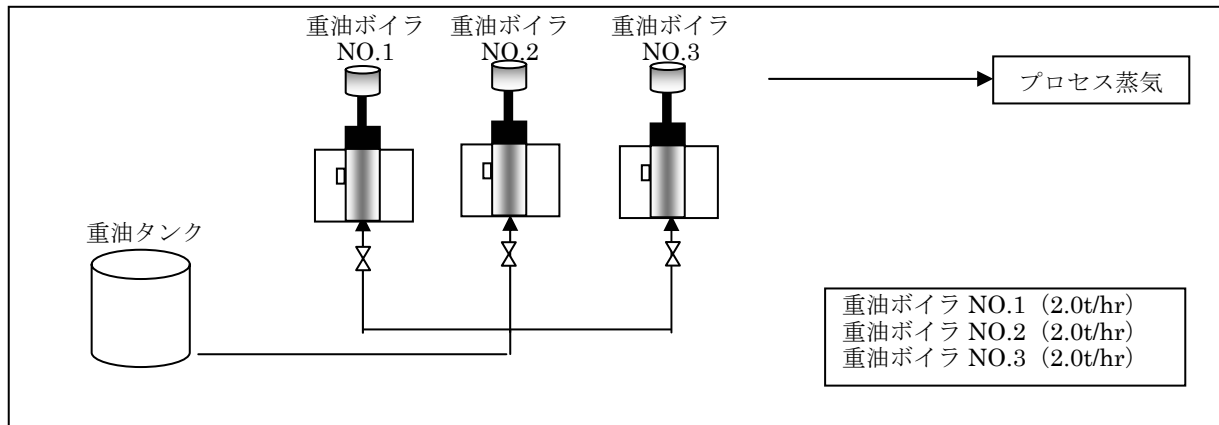 重油ボイラ
NO.1
重油ボイラ
NO.2
重油ボイラ
NO.3
プロセス蒸気
重油タンク
重油ボイラ NO.1（2.0t/hr）
重油ボイラ NO.2（2.0t/hr）
重油ボイラ NO.3（2.0t/hr）